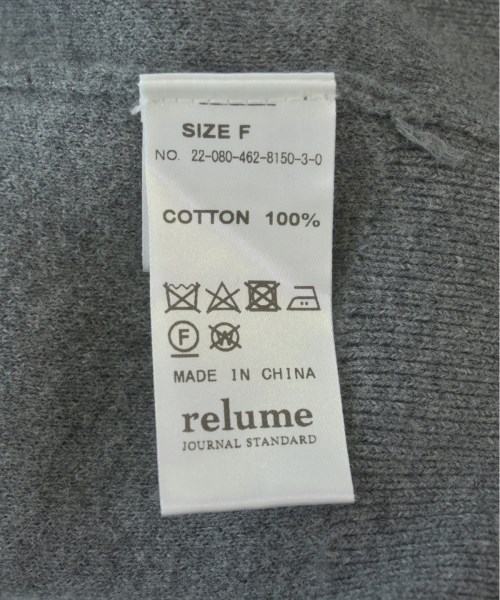 SIZE F
NO. 22-080-462-8150-3-0
COTTON 100%
F W
MADE IN CHINA
relume
JOURNAL STANDARD